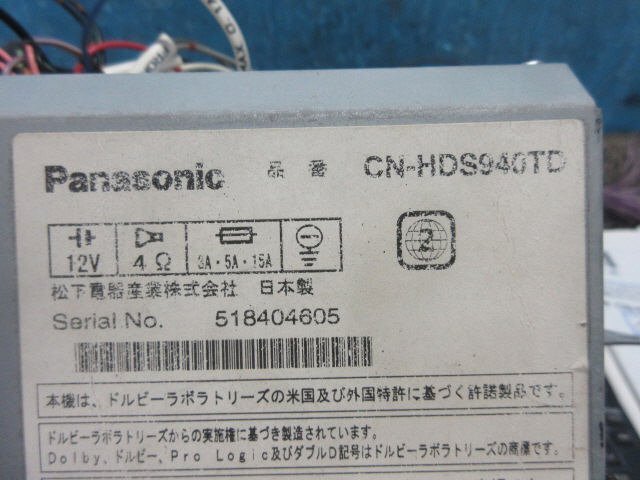 Panasonic 品番 CN-HDS940TD
12V 4Ω 3A・5A・15A
2
松下電器産業株式会社 日本製
Serial No. 518404605
本機は、ドルビーラボラトリーズの米国及び外国特許に基づく許諾製品です。
ドルビーラボラトリーズからの実施権に基づき製造されています。
Dolby、ドルビー、Pro Logic及びダブルD記号はドルビーラボラトリーズの商標です。